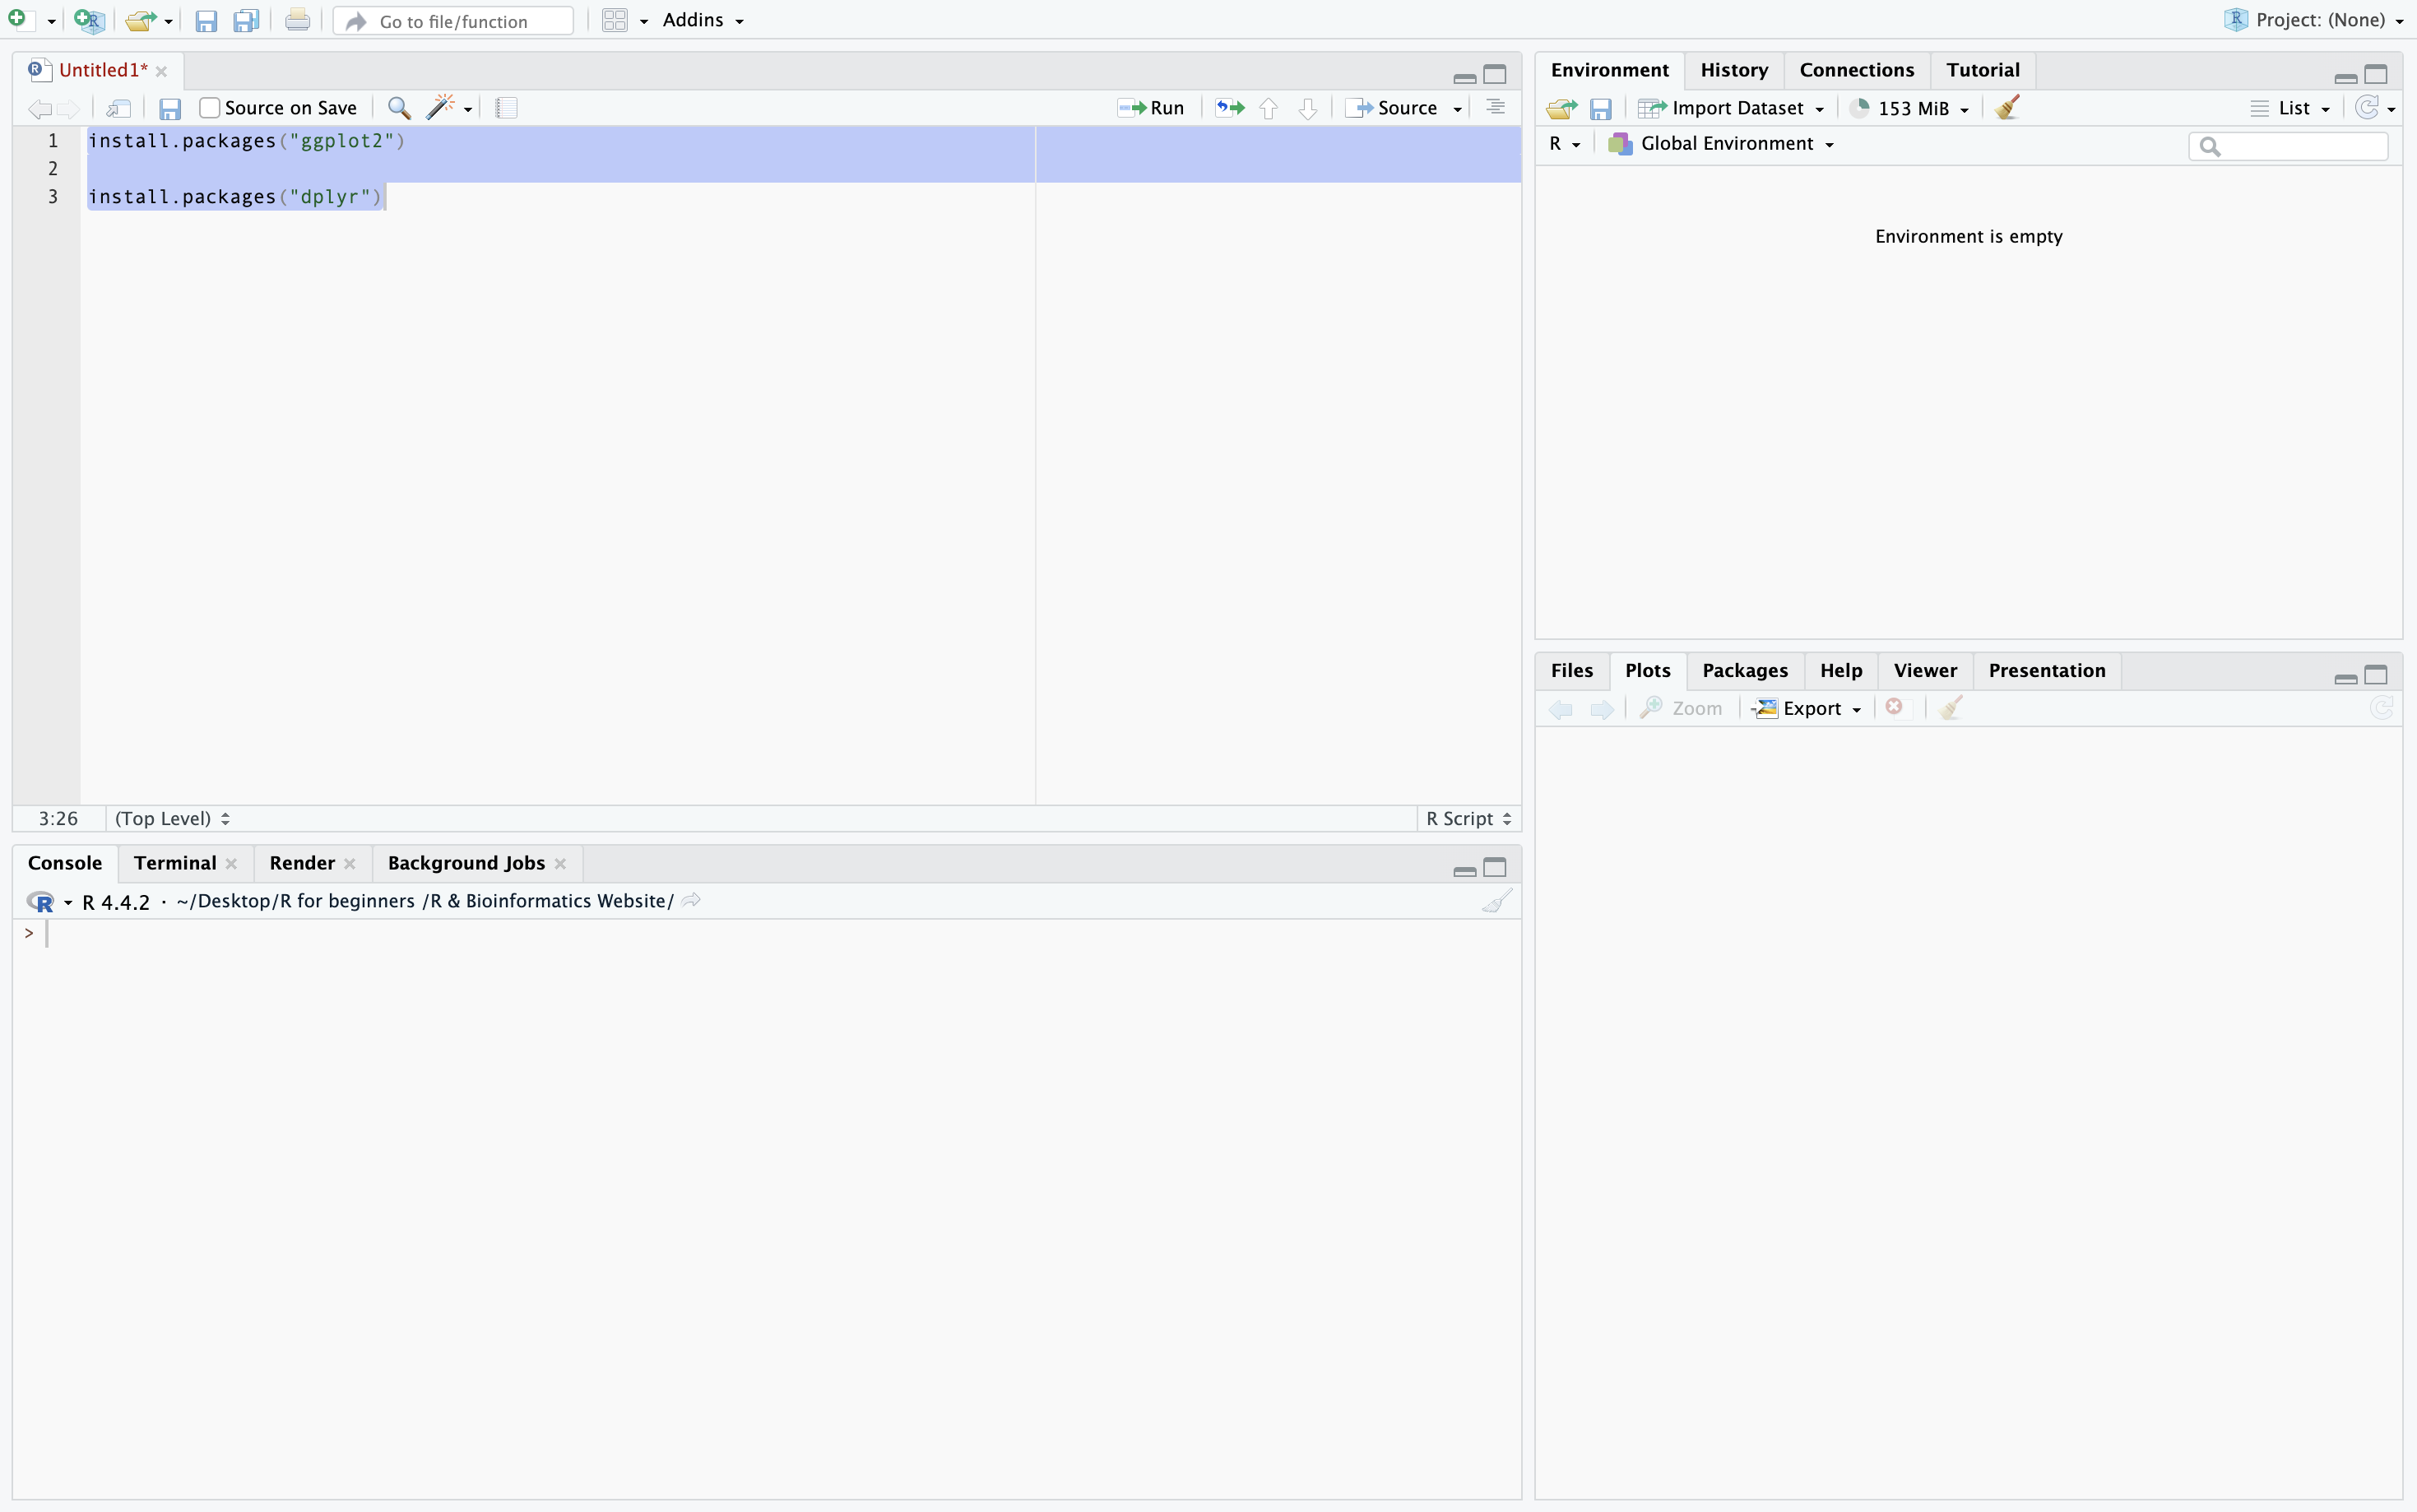 Go to file/function Addins Project: (None)
Untitled1*
Source on Save Run Source
1 install.packages("ggplot2")
2
3 install.packages("dplyr")
3:26 (Top Level) R Script
Console Terminal Render Background Jobs
R 4.4.2 · ~/Desktop/R for beginners /R & Bioinformatics Website/
>
Environment History Connections Tutorial
Import Dataset 153 MiB List
R Global Environment
Environment is empty
Files Plots Packages Help Viewer Presentation
Zoom Export